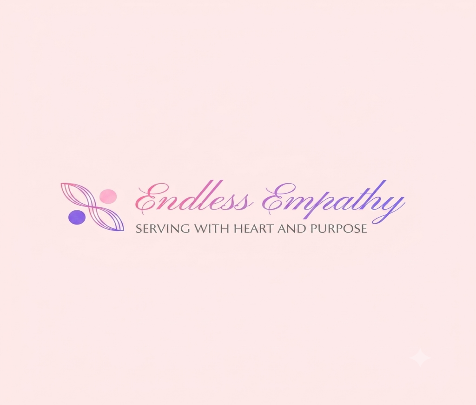 Endless Empathy
SERVING WITH HEART AND PURPOSE